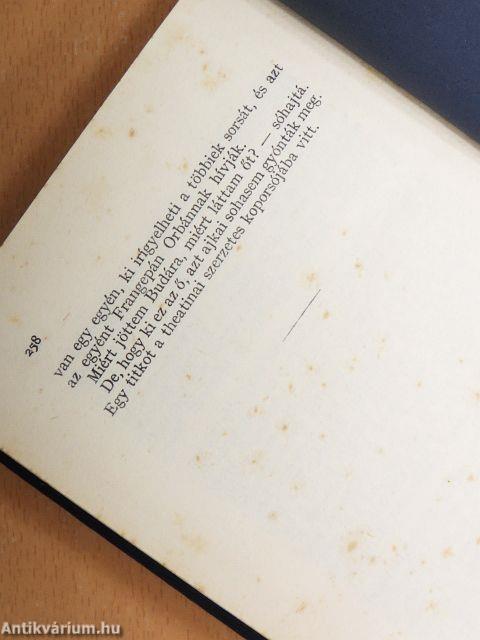 258
van egy egyén, ki irígyelheti a többiek sorsát, és azt
az egyént Frangepán Orbánnak hívják.
Miért jöttem Budára, miért láttam őt? — sóhajtá.
De, hogy ki ez az ő, azt ajkai sohasem gyónták meg.
Egy titkot a theatinai szerzetes koporsójába vitt.
Antikvárium.hu